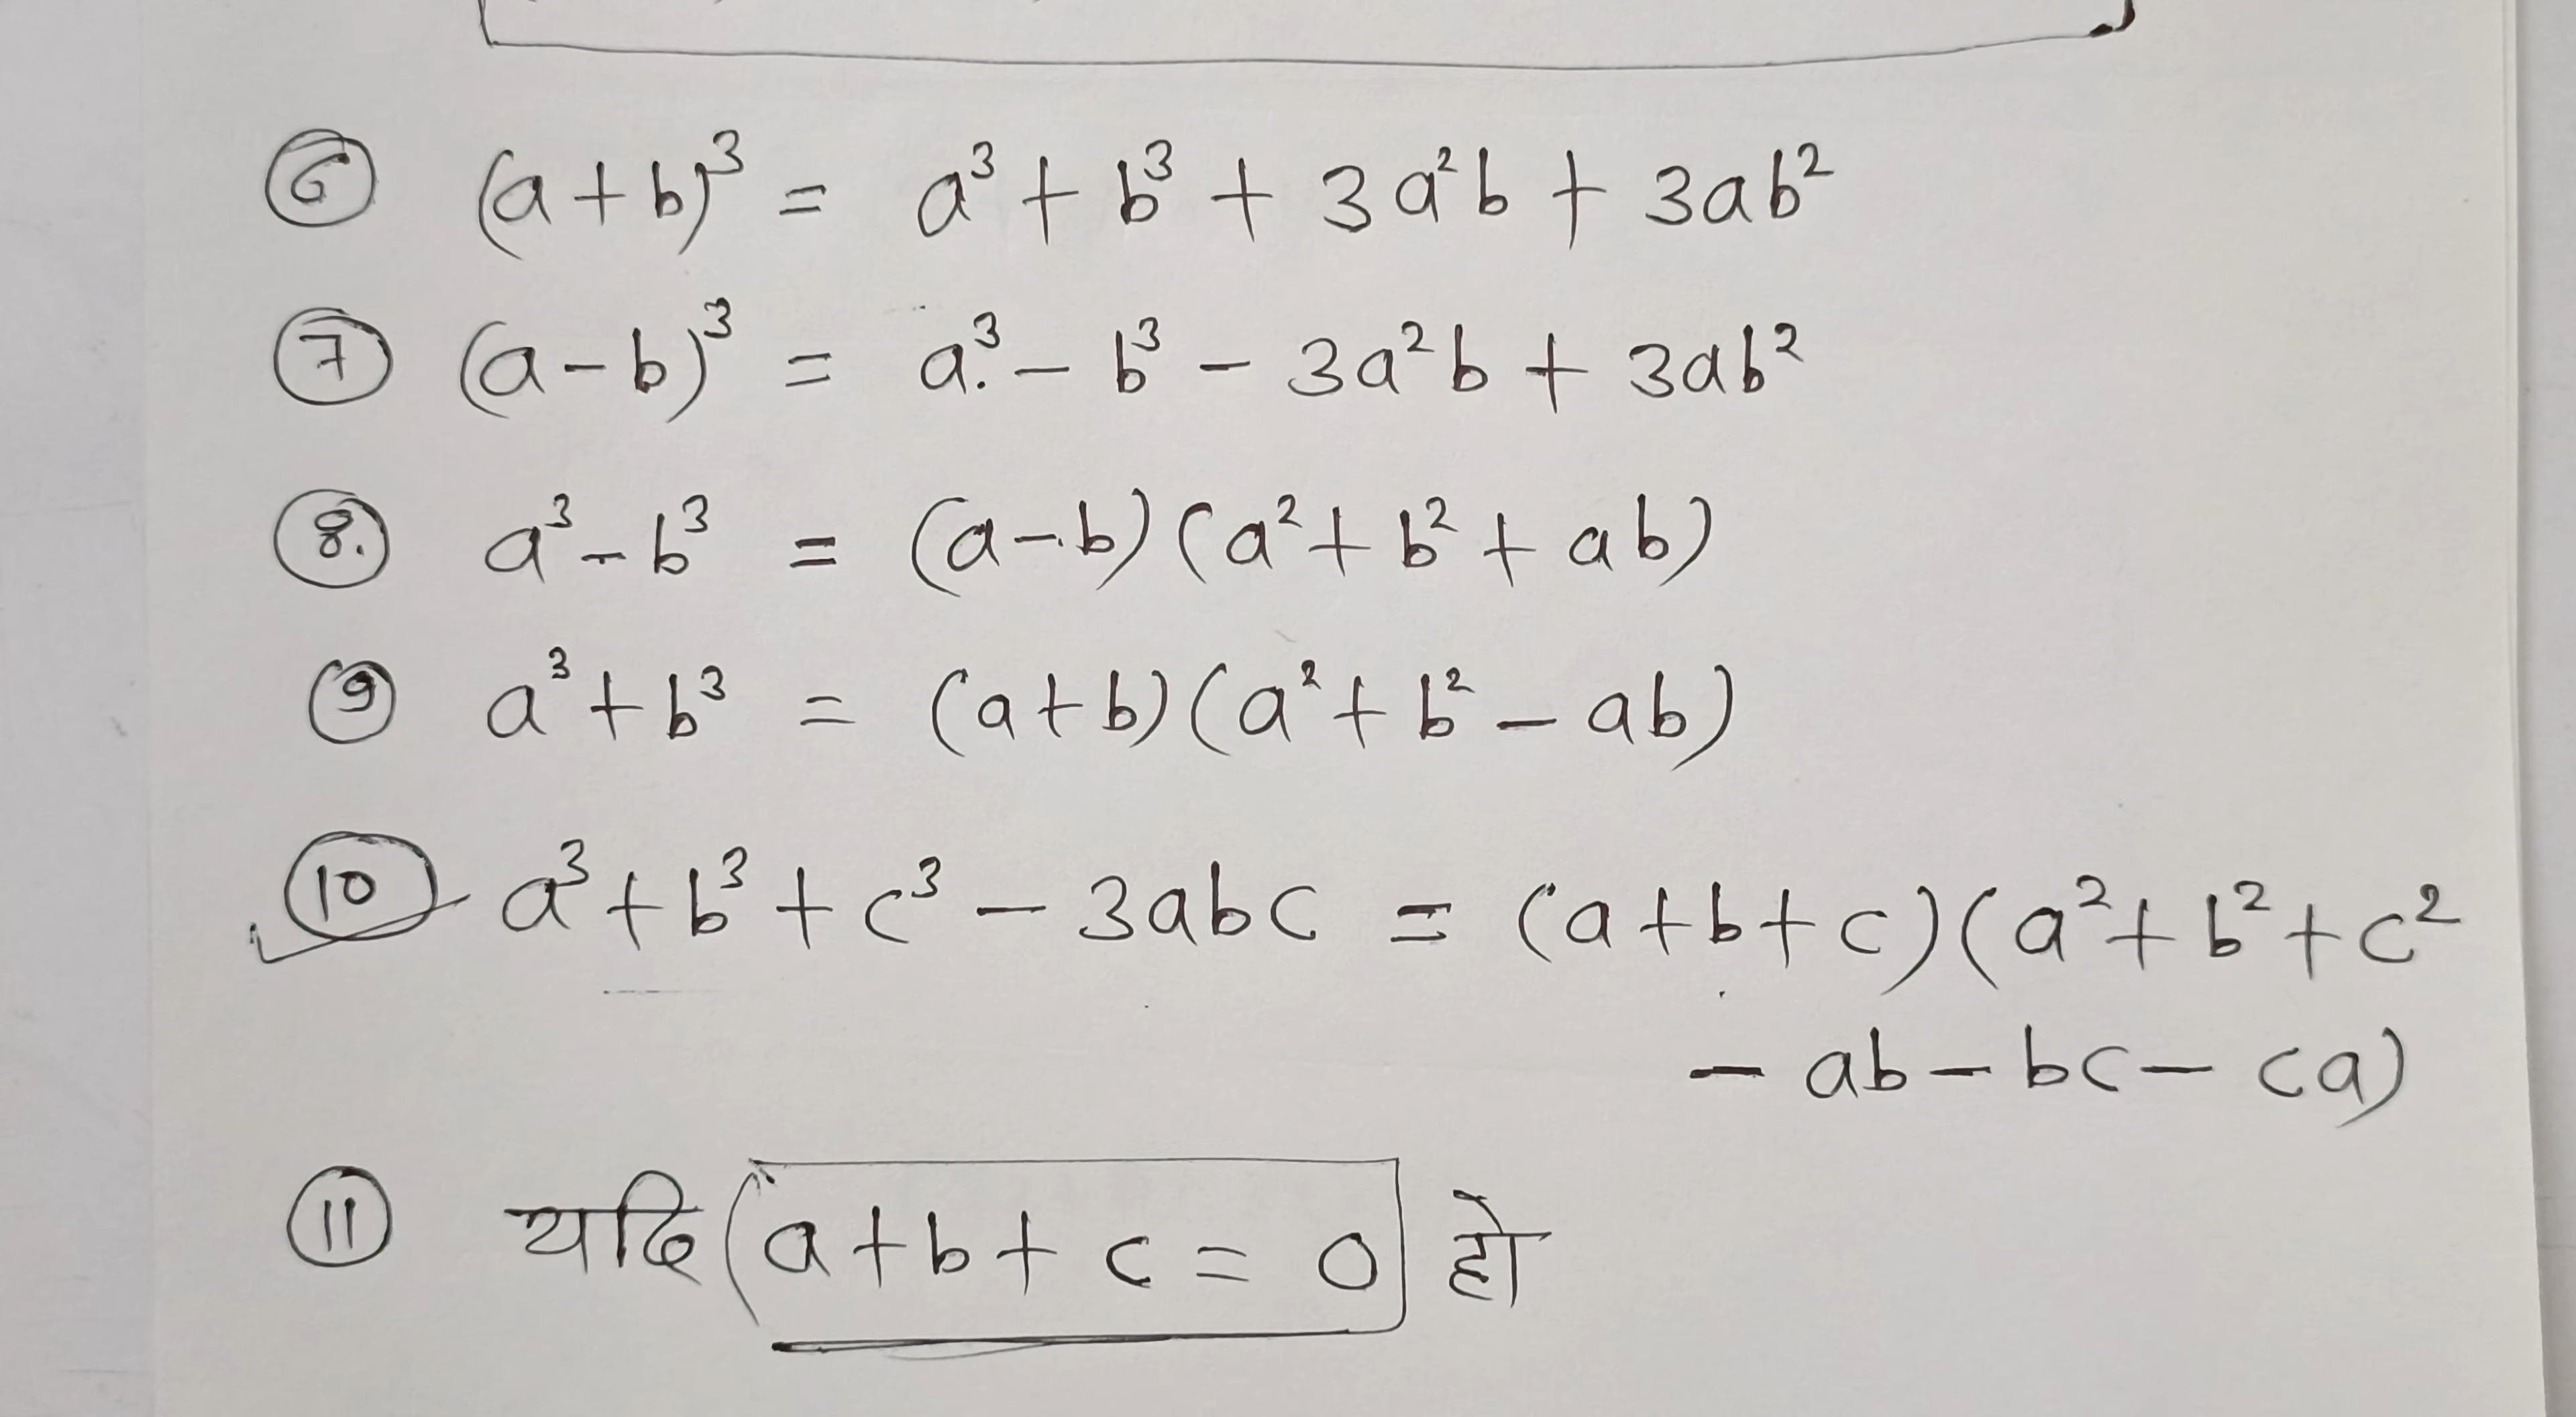 ⑥ (a+b)³ = a³ + b³ + 3a²b + 3ab²
⑦ (a-b)³ = a³ - b³ - 3a²b + 3ab²
⑧. a³-b³ = (a-b)(a²+b²+ab)
⑨ a³+b³ = (a+b)(a²+b²-ab)
⑩ a³+b³+c³-3abc = (a+b+c)(a²+b²+c²
-ab-bc-ca)
⑪ यदि (a+b+c=0 हो